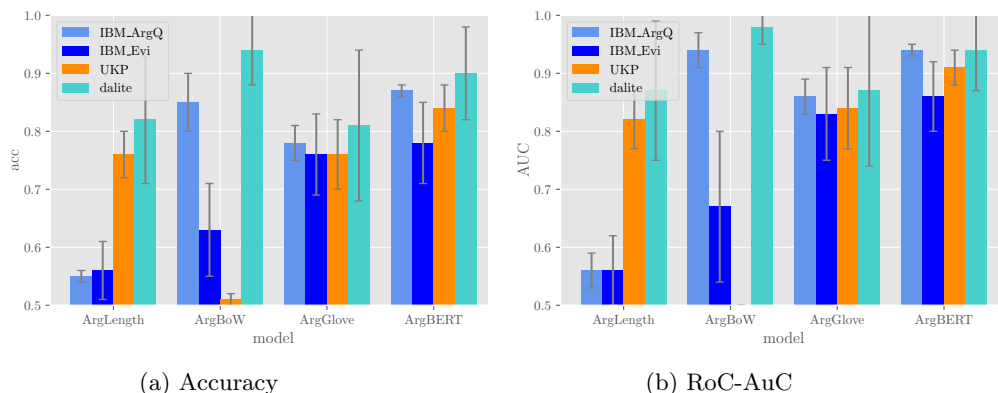 1.0
0.9
0.8
0.7
0.6
0.5
acc
IBM_ArgQ
IBM_Evi
UKP
dalite
ArgLength ArgBoW ArgGlove ArgBERT
model
(a) Accuracy
1.0
0.9
0.8
0.7
0.6
0.5
AUC
IBM_ArgQ
IBM_Evi
UKP
dalite
ArgLength ArgBoW ArgGlove ArgBERT
model
(b) RoC-AuC